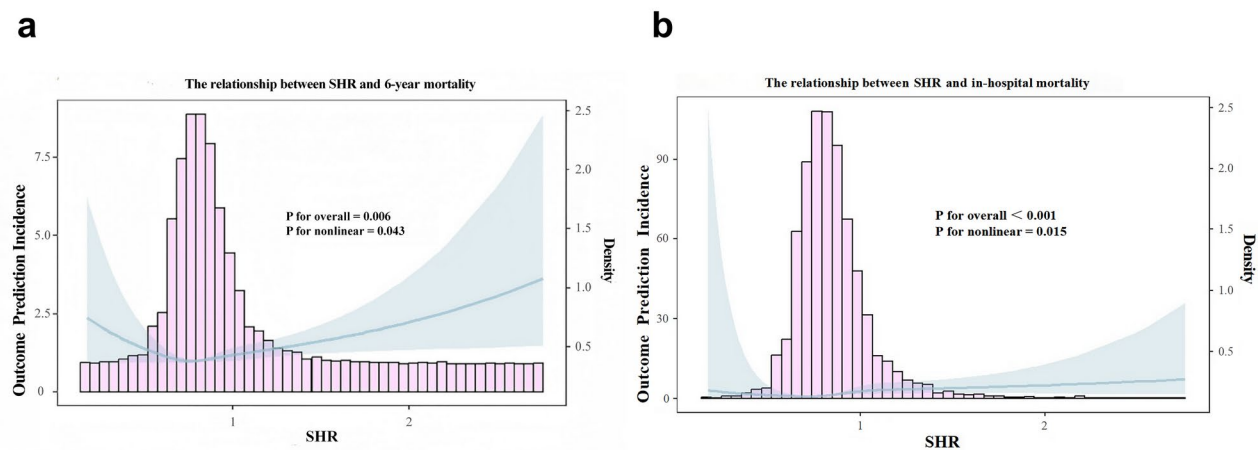 a
The relationship between SHR and 6-year mortality
Outcome Prediction Incidence
7.5
5.0
2.5
0
P for overall = 0.006
P for nonlinear = 0.043
2.5
2.0
1.5
1.0
0.5
Density
1
2
SHR
b
The relationship between SHR and in-hospital mortality
Outcome Prediction Incidence
90
60
30
0
P for overall < 0.001
P for nonlinear = 0.015
2.5
2.0
1.5
1.0
0.5
Density
1
2
SHR